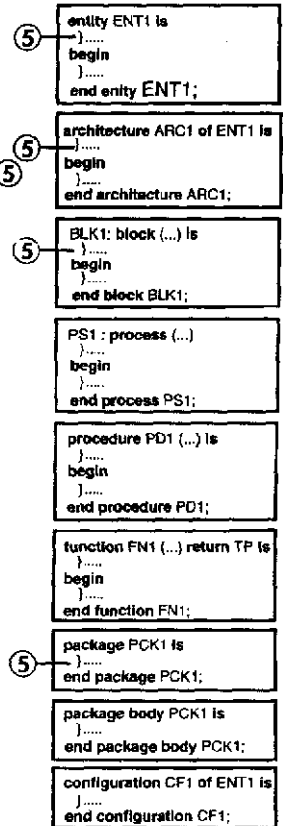 entity ENT1 is
⑤ }.....
begin
}.....
end enity ENT1;
architecture ARC1 of ENT1 is
⑤ }.....
⑤ begin
}.....
end architecture ARC1;
BLK1: block (...) is
⑤ }.....
begin
}.....
end block BLK1;
PS1 : process (...)
}.....
begin
}.....
end process PS1;
procedure PD1 (...) is
}.....
begin
}.....
end procedure PD1;
function FN1 (...) return TP is
}.....
begin
}.....
end function FN1;
package PCK1 is
⑤ }.....
end package PCK1;
package body PCK1 is
}.....
end package body PCK1;
configuration CF1 of ENT1 is
}.....
end configuration CF1;